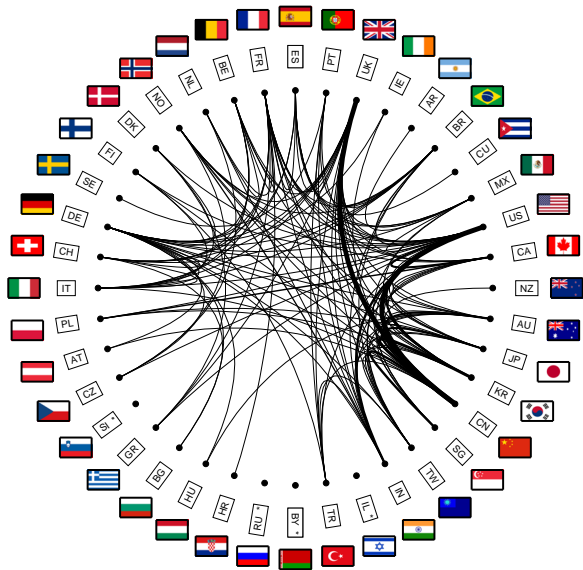 ES
PT
UK
IE
AR
BR
CU
MX
US
CA
NZ
AU
JP
KR
CN
SG
TW
IN
IL *
TR
BY *
RU *
HR
HU
BG
GR
SI *
CZ
AT
PL
IT
CH
DE
SE
FI
DK
NO
NL
BE
FR